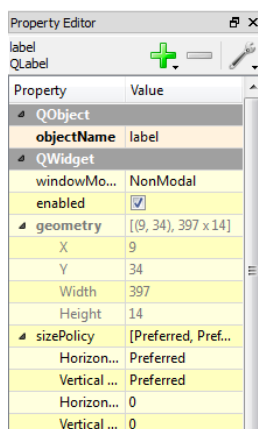 Property Editor
label
QLabel
Property Value
QObject
objectName label
QWidget
windowMo... NonModal
enabled
geometry [(9, 34), 397 x 14]
X 9
Y 34
Width 397
Height 14
sizePolicy [Preferred, Pref...
Horizon... Preferred
Vertical ... Preferred
Horizon... 0
Vertical ... 0